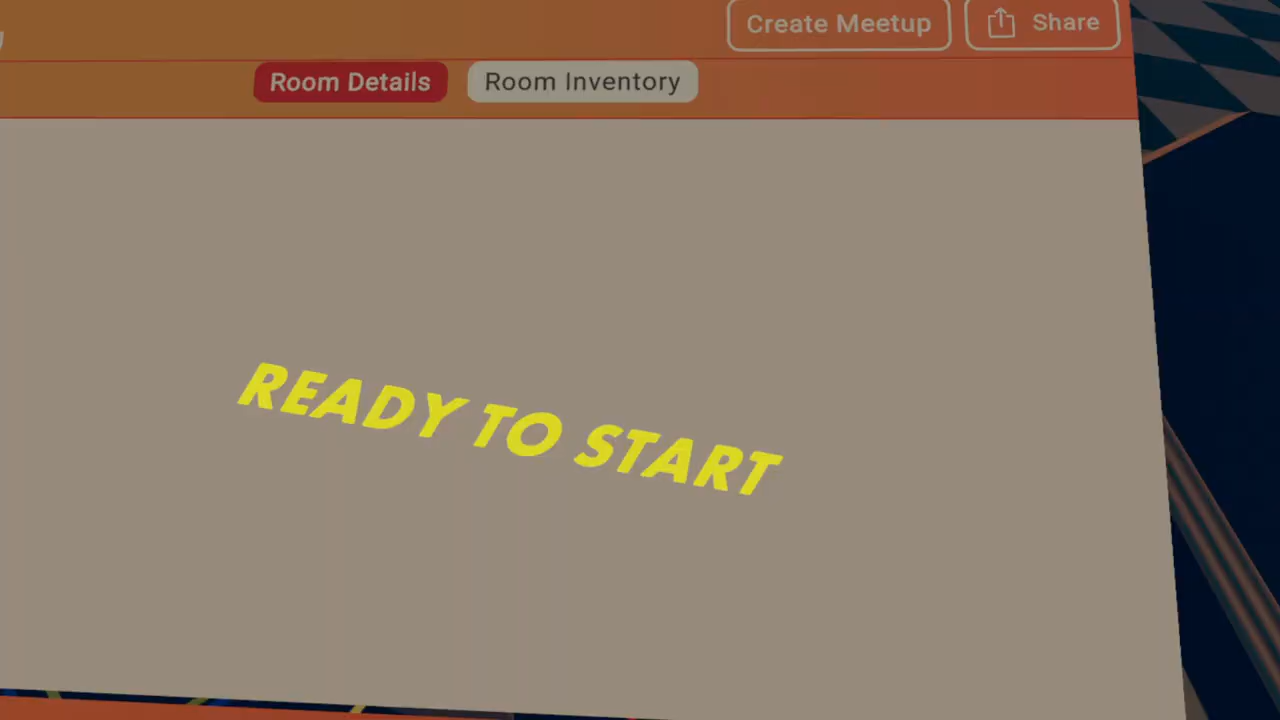 Create Meetup
Share
Room Details
Room Inventory
READY TO START